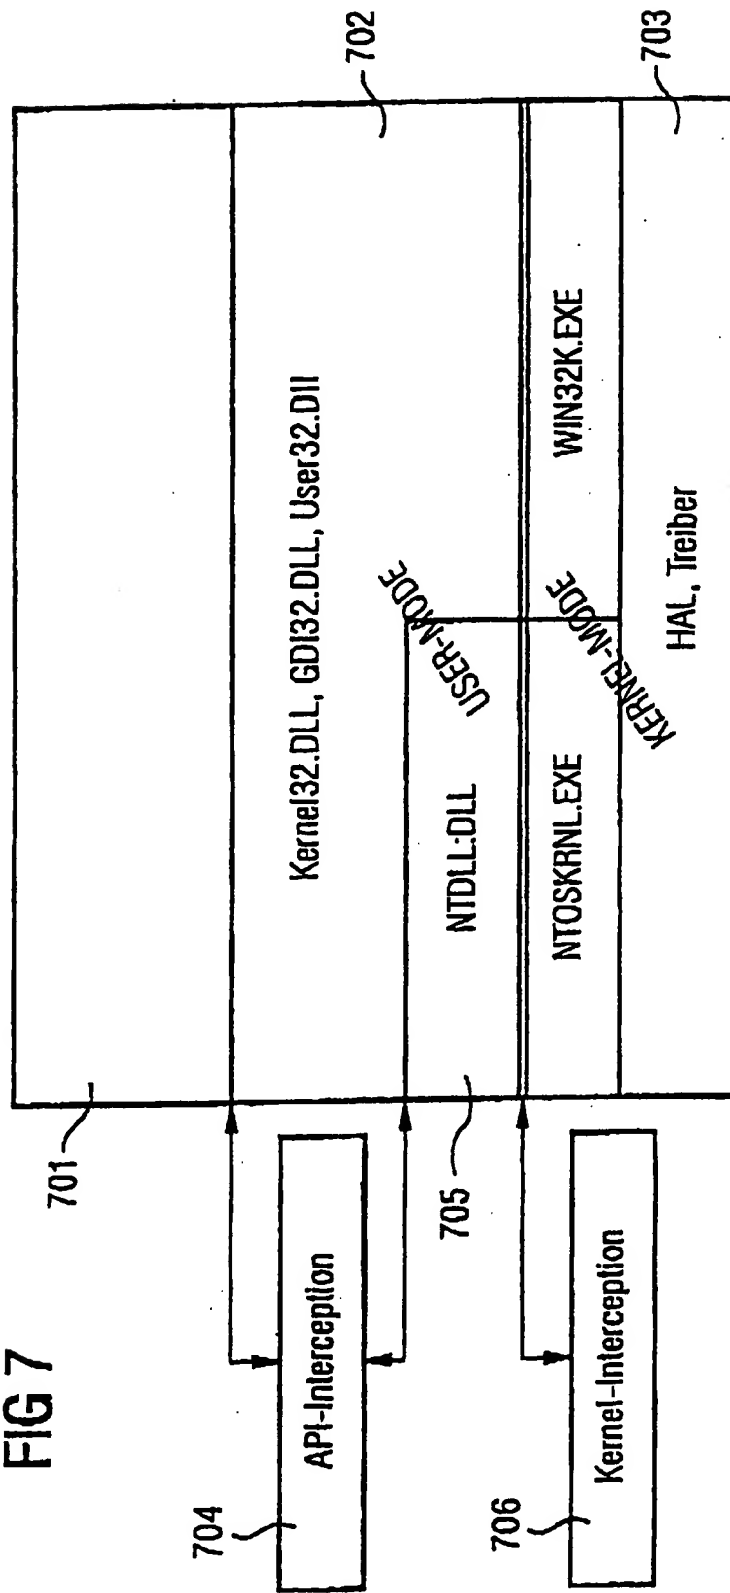 FIG 7
701
702
Kernel32.DLL, GDI32.DLL, User32.Dll
704
API-Interception
USER-MODE
705
NTDLL:DLL
NTOSKRNL.EXE
WIN32K.EXE
KERNEL-MODE
706
Kernel-Interception
HAL, Treiber
703